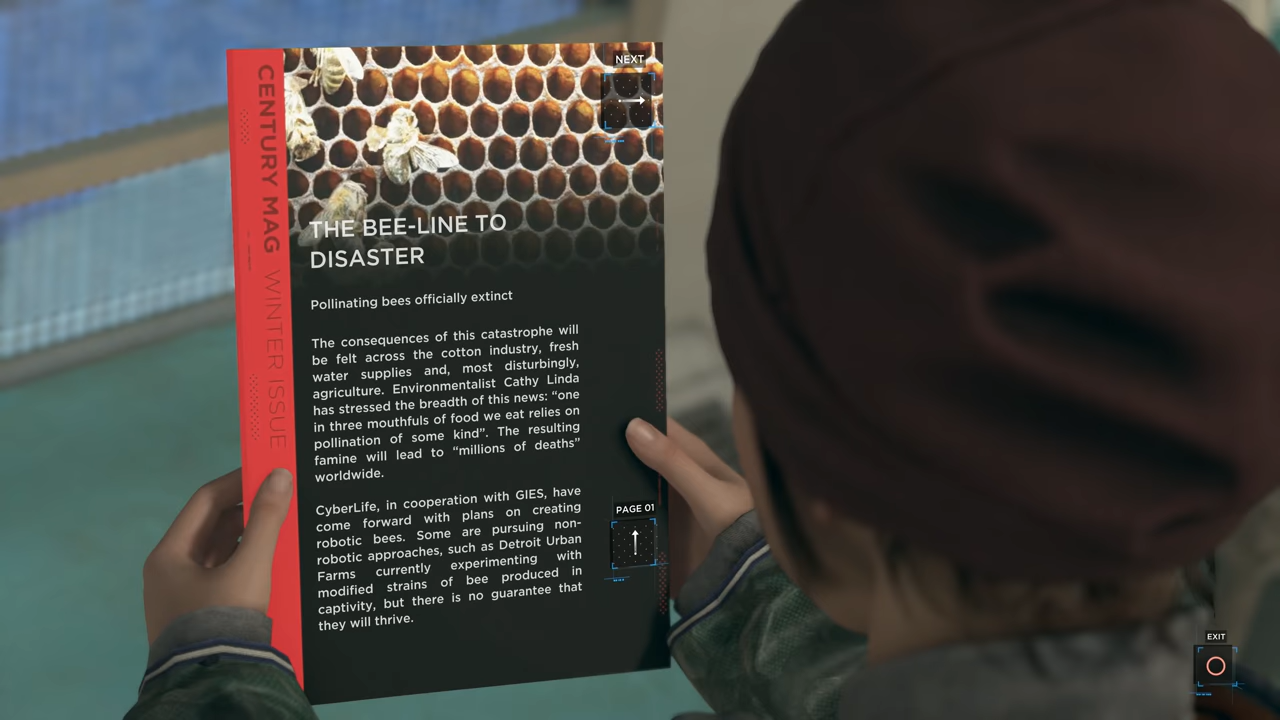 CENTURY MAG WINTER ISSUE
NEXT
THE BEE-LINE TO
DISASTER
Pollinating bees officially extinct
The consequences of this catastrophe will
be felt across the cotton industry, fresh
water supplies and, most disturbingly,
agriculture. Environmentalist Cathy Linda
has stressed the breadth of this news: “one
in three mouthfuls of food we eat relies on
pollination of some kind”. The resulting
famine will lead to “millions of deaths”
worldwide.
CyberLife, in cooperation with GIES, have
come forward with plans on creating
robotic bees. Some are pursuing non-
robotic approaches, such as Detroit Urban
Farms currently experimenting with
modified strains of bee produced in
captivity, but there is no guarantee that
they will thrive.
PAGE 01
EXIT